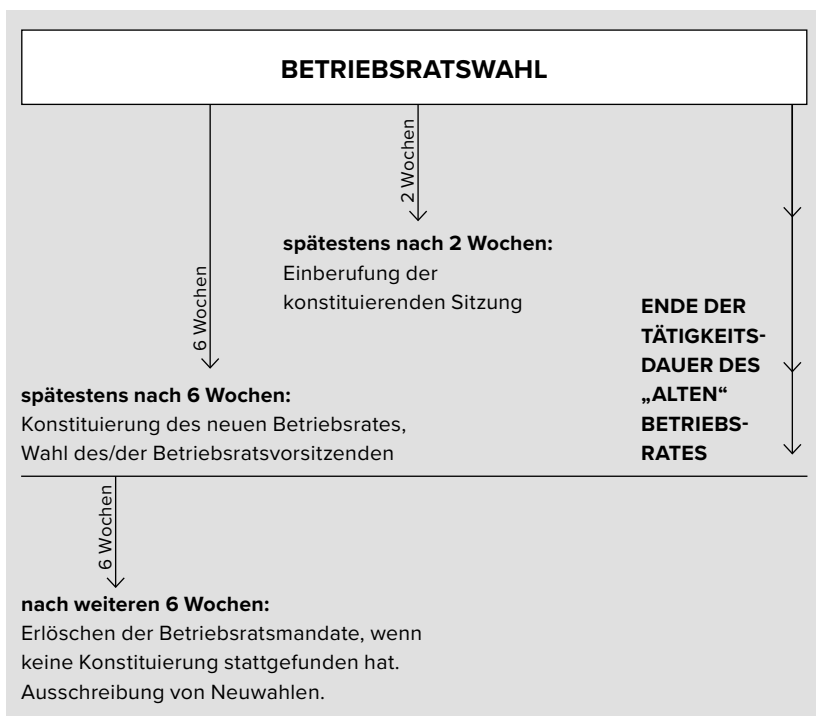 BETRIEBSRATSWAHL
2 Wochen
spätestens nach 2 Wochen:
Einberufung der
konstituierenden Sitzung
6 Wochen
spätestens nach 6 Wochen:
Konstituierung des neuen Betriebsrates,
Wahl des/der Betriebsratsvorsitzenden
ENDE DER
TÄTIGKEITS-
DAUER DES
„ALTEN“
BETRIEBS-
RATES
6 Wochen
nach weiteren 6 Wochen:
Erlöschen der Betriebsratsmandate, wenn
keine Konstituierung stattgefunden hat.
Ausschreibung von Neuwahlen.